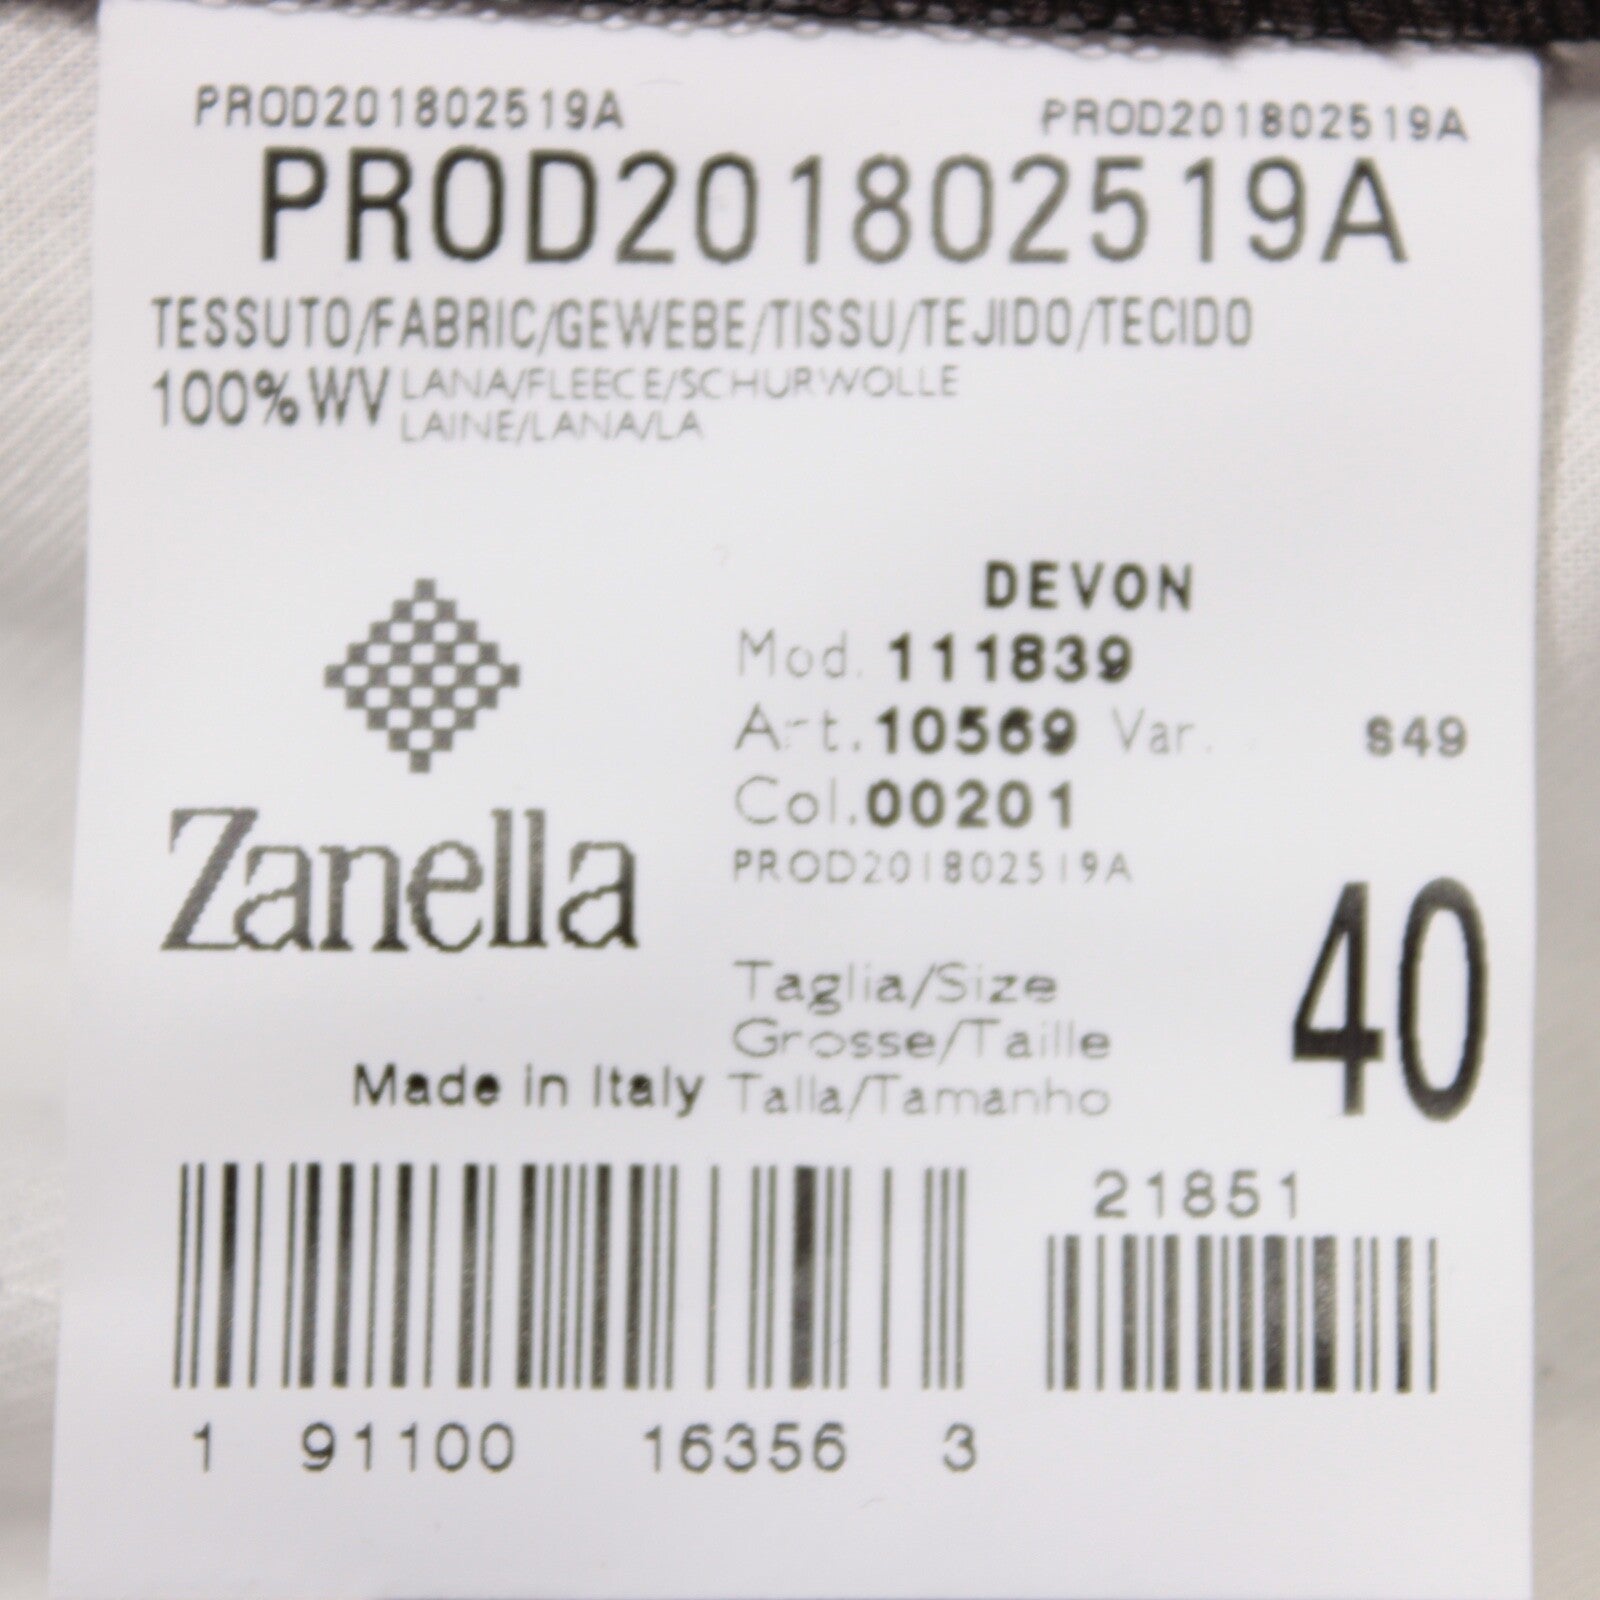 PROD201802519A PROD201802519A
PROD201802519A
TESSUTO/FABRIC/GEWEBE/TISSU/TEJIDO/TECIDO
100%WV LANA/FLEECE/SCHURWOLLE
LAINE/LANA/LA
DEVON
Mod. 111839
Art. 10569 Var. S49
Col. 00201
PROD201802519A
Zanella
40
Taglia/Size
Grosse/Taille
Made in Italy Talla/Tamanho
21851
1 91100 16356 3